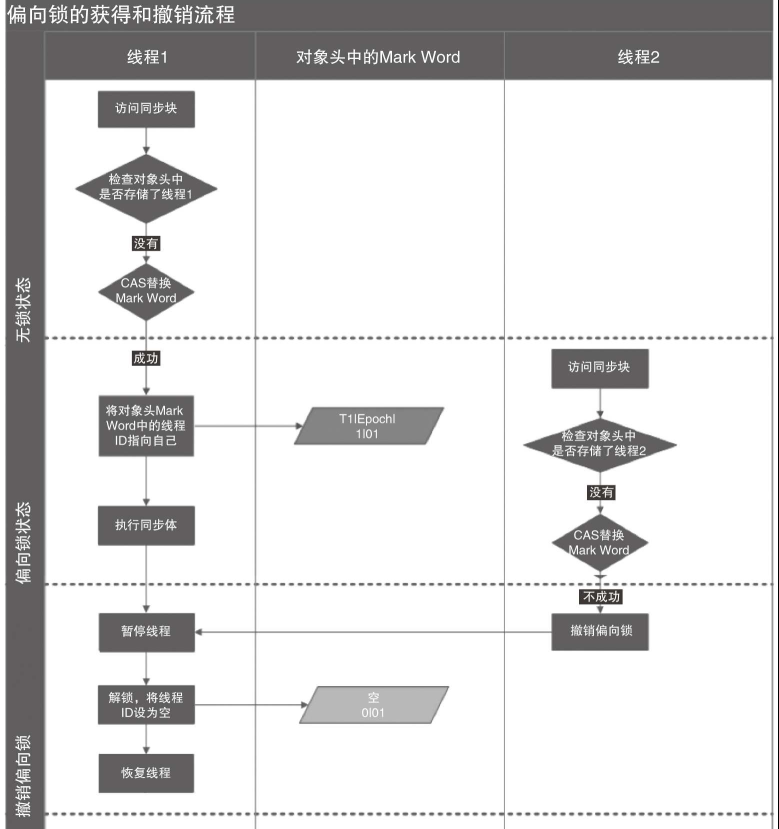 偏向锁的获得和撤销流程
线程1
对象头中的Mark Word
线程2
无锁状态
访问同步块
检查对象头中
是否存储了线程1
没有
CAS替换
Mark Word
偏向锁状态
成功
将对象头Mark
Word中的线程
ID指向自己
T1|Epoch|
1|01
执行同步体
访问同步块
检查对象头中
是否存储了线程2
没有
CAS替换
Mark Word
不成功
撤销偏向锁
撤销偏向锁
暂停线程
解锁，将线程
ID设为空
空
0|01
恢复线程